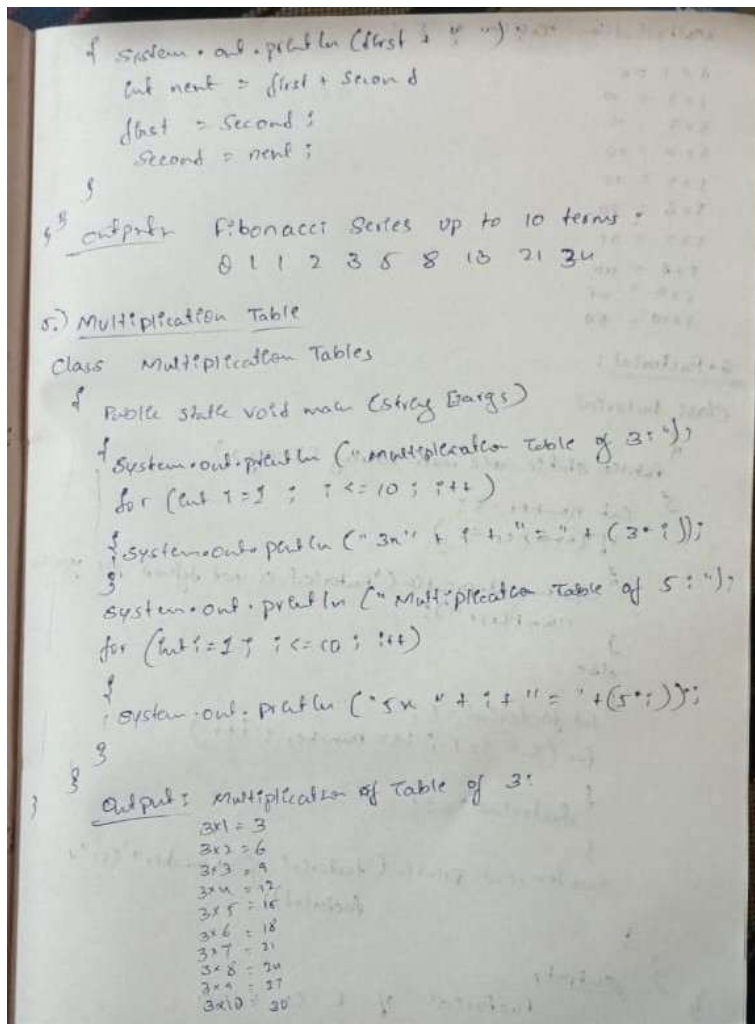 { System.out.println (first + " ");
int next = first + second
first = second ;
second = next ;
}
}} output Fibonacci Series up to 10 terms :
0 1 1 2 3 5 8 13 21 34
5.) Multiplication Table
Class Multiplication Tables
{
Public static void main (String []args)
{ System.out.println ("Multiplication Table of 3:");
for (int i=1 ; i <= 10 ; i++)
{ System.out.println ("3x" + i + "=" + (3*i));
}
System.out.println ("Multiplication Table of 5:");
for (int i=1; i <= 10; i++)
{
System.out.println ("5x " + i + " = " + (5*i));
}
}
} Output: Multiplication of Table of 3:
3x1 = 3
3x2 = 6
3x3 = 9
3x4 = 12
3x5 = 15
3x6 = 18
3x7 = 21
3x8 = 24
3x9 = 27
3x10 = 30